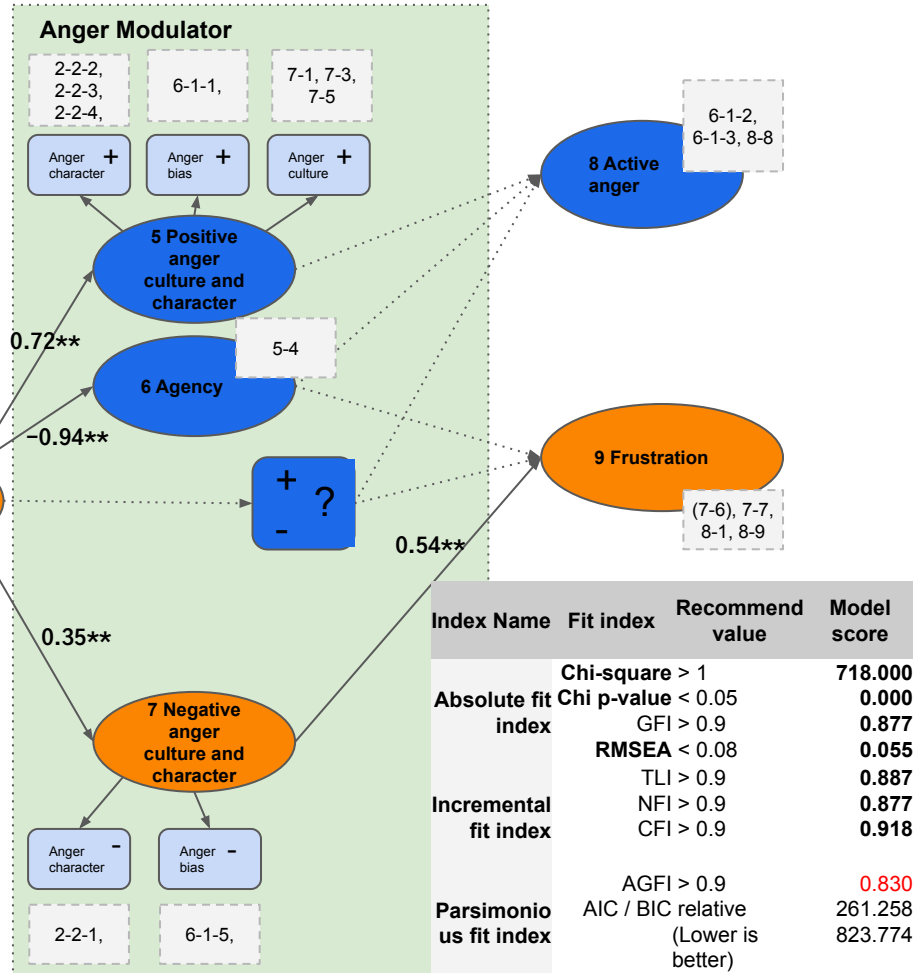 Anger Modulator
2-2-2,
2-2-3,
2-2-4,
6-1-1,
7-1, 7-3,
7-5
Anger
character
+
Anger
bias
+
Anger
culture
+
6-1-2,
6-1-3, 8-8
8 Active
anger
5 Positive
anger
culture and
character
0.72**
5-4
6 Agency
−0.94**
9 Frustration
+
?
-
(7-6), 7-7,
8-1, 8-9
0.54**
0.35**
7 Negative
anger
culture and
character
Anger
character
-
Anger
bias
-
2-2-1,
6-1-5,
Index Name Fit index Recommend value Model score
Absolute fit index
Chi-square > 1 718.000
Chi p-value < 0.05 0.000
GFI > 0.9 0.877
RMSEA < 0.08 0.055
Incremental fit index
TLI > 0.9 0.887
NFI > 0.9 0.877
CFI > 0.9 0.918
Parsimonio
us fit index
AGFI > 0.9 0.830
AIC / BIC relative 261.258
(Lower is 823.774
better)